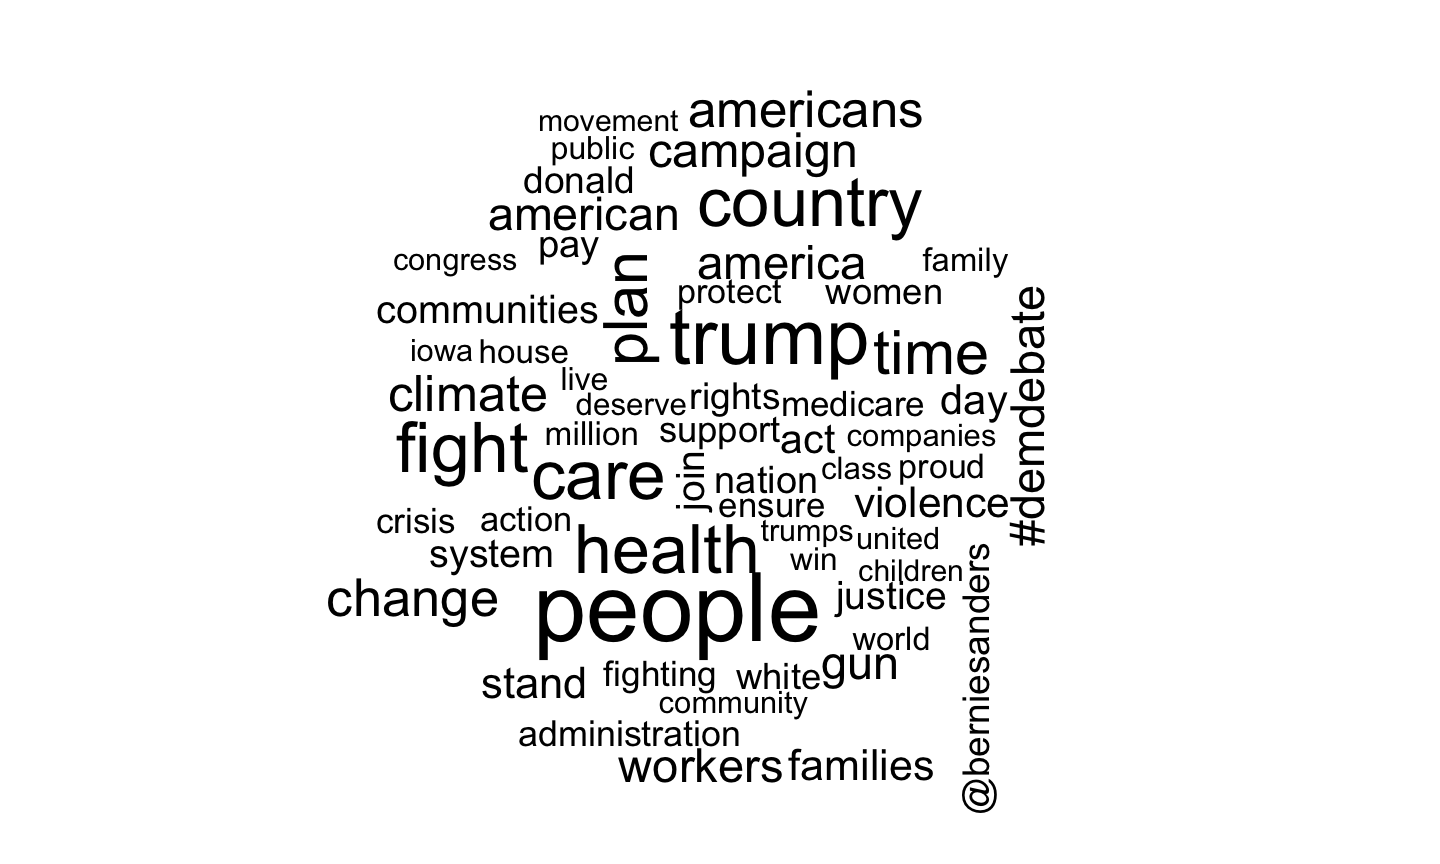 movement americans
public campaign
donald
american country
congress pay plan america family
communities protect women
iowa house trump time #demdebate
climate live deserve rights medicare day
fight million support act companies
care join nation class proud
ensure violence
crisis action trumps united
system health win children
change people justice
world @berniesanders
stand fighting white gun
community
administration
workers families